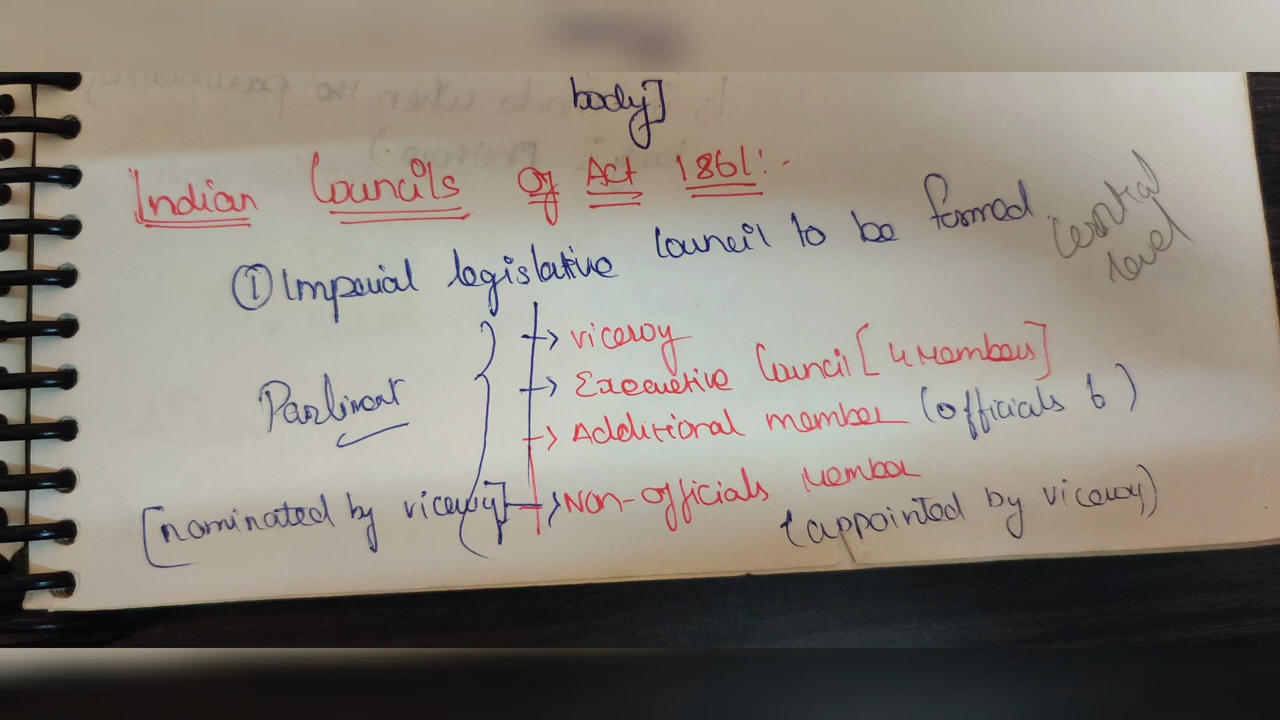 body]
Indian Councils Of Act 1861:-
① Imperial legislative Council to be formed
Central level
→ viceroy
→ Executive Council [4 Members]
Parliment
→ Additional member (officials 6)
[nominated by viceroy] → Non-officials Member
(appointed by viceroy)